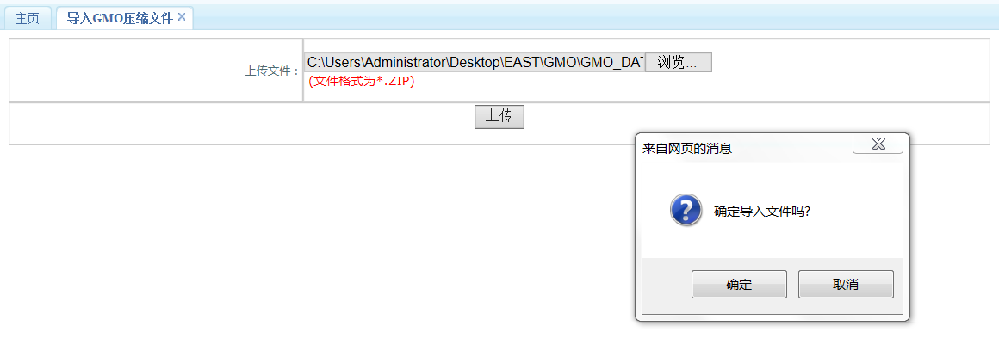 主页
导入GMO压缩文件
上传文件：
C:\Users\Administrator\Desktop\EAST\GMO\GMO_DAT
浏览...
(文件格式为*.ZIP)
上传
来自网页的消息
确定导入文件吗?
确定
取消